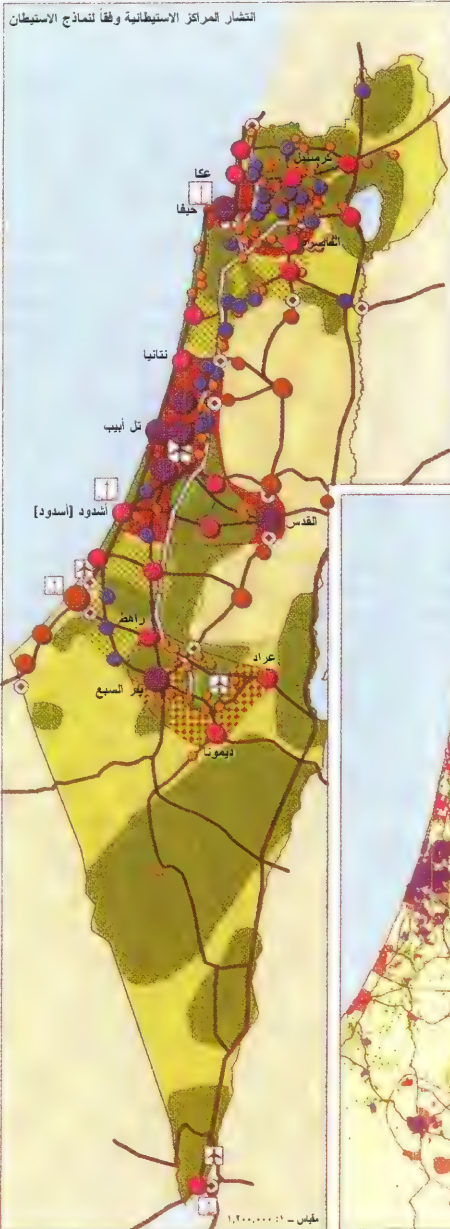 انتشار المراكز الاستيطانية وفقاً لنماذج الاستيطان
كرميئيل
عكا
حيفا
الناصرة
نتانيا
تل أبيب
أشدود [أسدود]
القدس
راهط
عراد
بئر السبع
ديمونا
مقياس – ١: ١,٢٠٠,٠٠٠